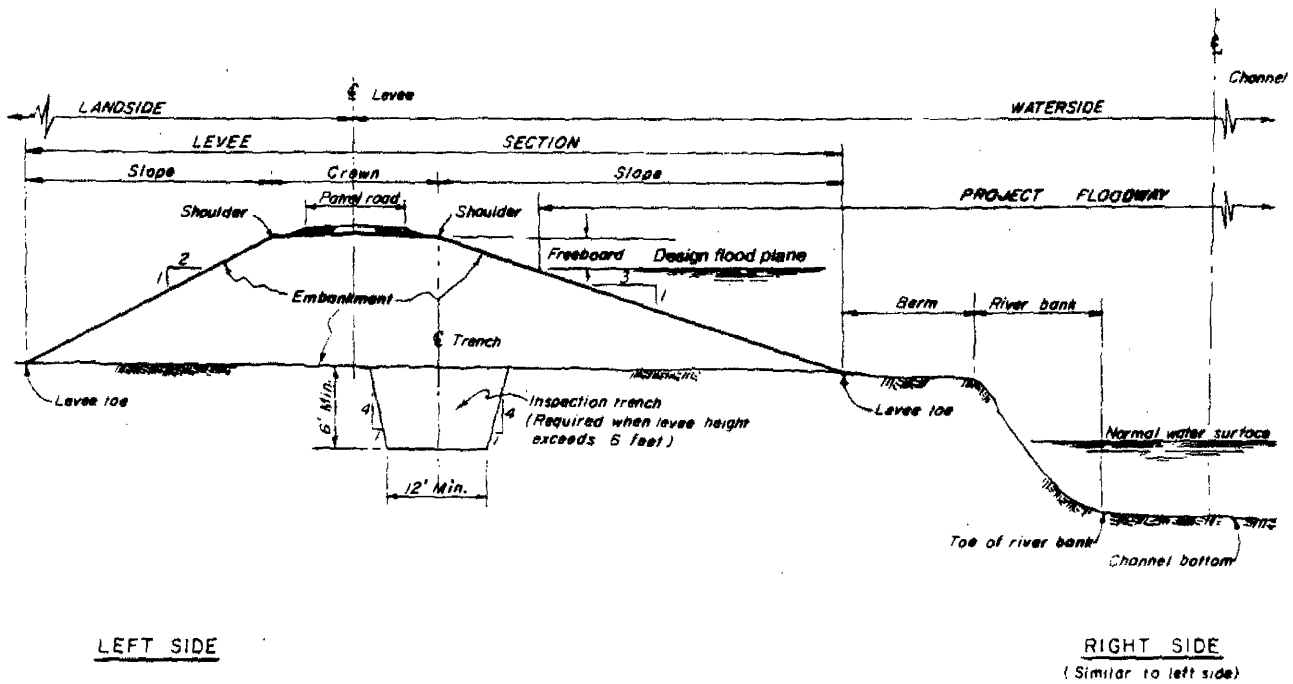 ℄
Channel
℄ Levee
LANDSIDE
WATERSIDE
LEVEE SECTION
Slope
Crown
Slope
Patrol road
PROJECT FLOODWAY
Shoulder
Shoulder
Freeboard
Design flood plane
2
1
3
1
Embankment
Berm
River bank
℄ Trench
Levee toe
6' Min.
4
1
4
1
Inspection trench
(Required when levee height
exceeds 6 feet)
Levee toe
Normal water surface
12' Min.
Toe of river bank
Channel bottom
LEFT SIDE
RIGHT SIDE
(Similar to left side)